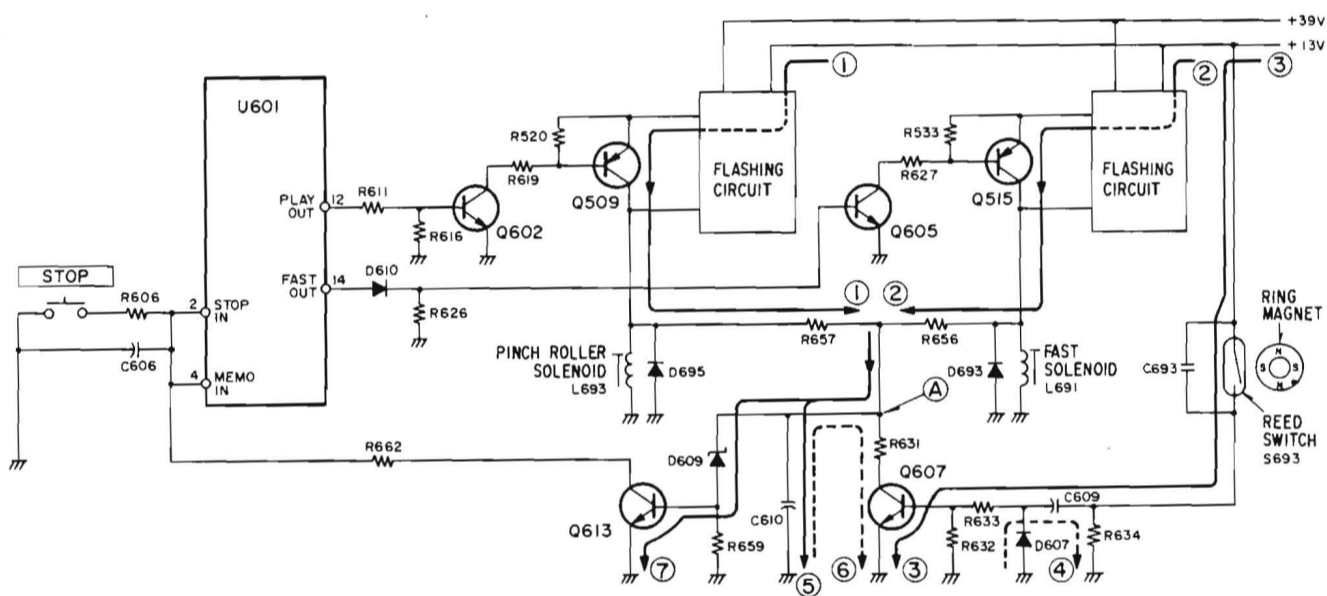 +39V
+13V
①
②
③
U601
R520
R619
Q509
FLASHING
CIRCUIT
R533
R627
Q515
FLASHING
CIRCUIT
PLAY
OUT
12
R611
R616
Q602
Q605
STOP
R606
2
STOP
IN
FAST
OUT
14
D610
R626
C606
4
MEMO
IN
①
②
R657
R656
PINCH ROLLER
SOLENOID
L693
D695
D693
FAST
SOLENOID
L691
C693
RING
MAGNET
N
S
S
N
REED
SWITCH
S693
Ⓐ
R662
D609
R631
Q607
Q613
R659
C610
R633
R632
C609
D607
R634
⑦
⑤
⑥
③
④